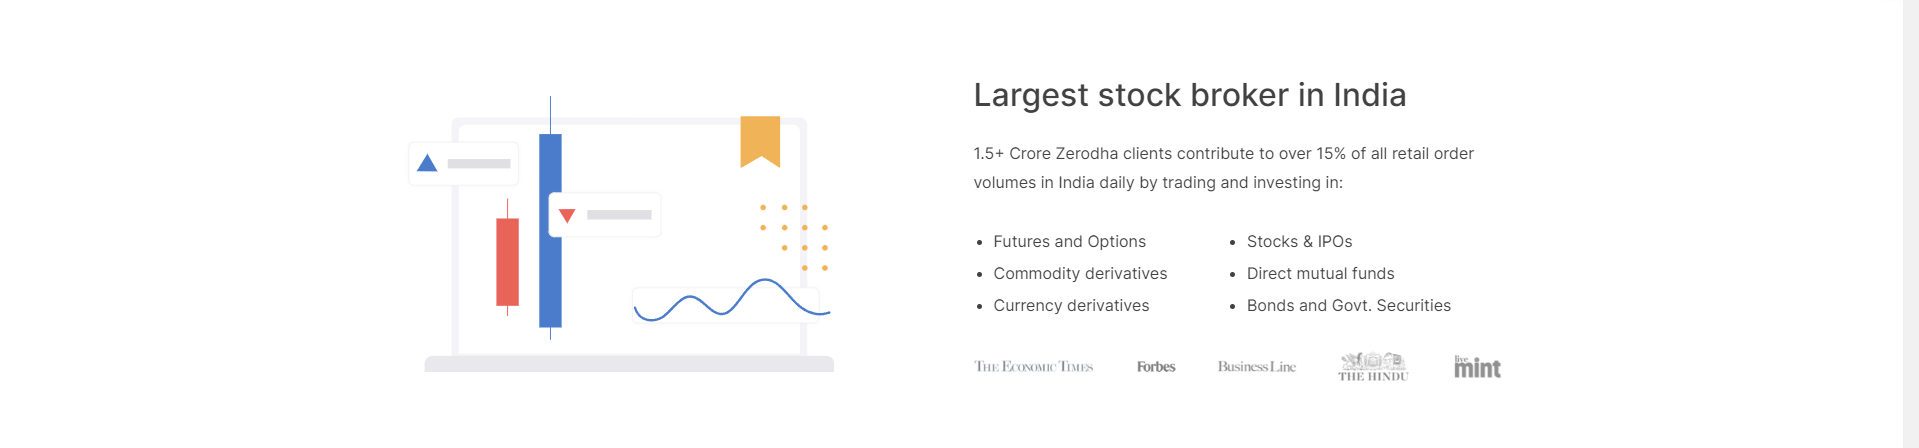 Largest stock broker in India
1.5+ Crore Zerodha clients contribute to over 15% of all retail order
volumes in India daily by trading and investing in:
• Futures and Options
• Commodity derivatives
• Currency derivatives
• Stocks & IPOs
• Direct mutual funds
• Bonds and Govt. Securities
THE ECONOMIC TIMES Forbes Business Line THE HINDU live mint